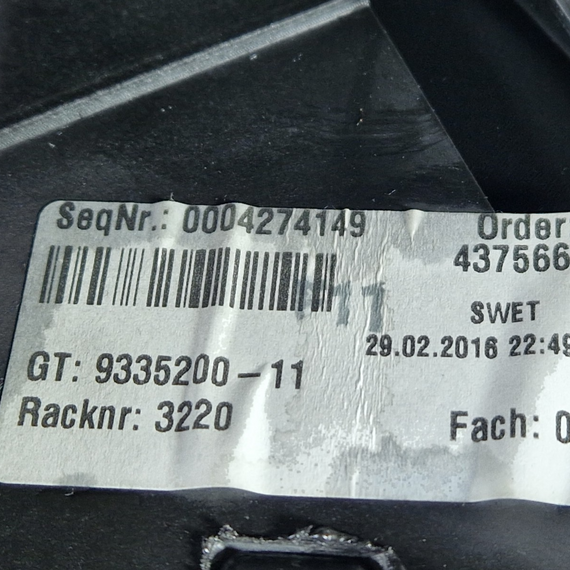 SeqNr.: 0004274149 Order
437566
SWET
29.02.2016 22:49
GT: 9335200-11
Racknr: 3220
Fach: 0